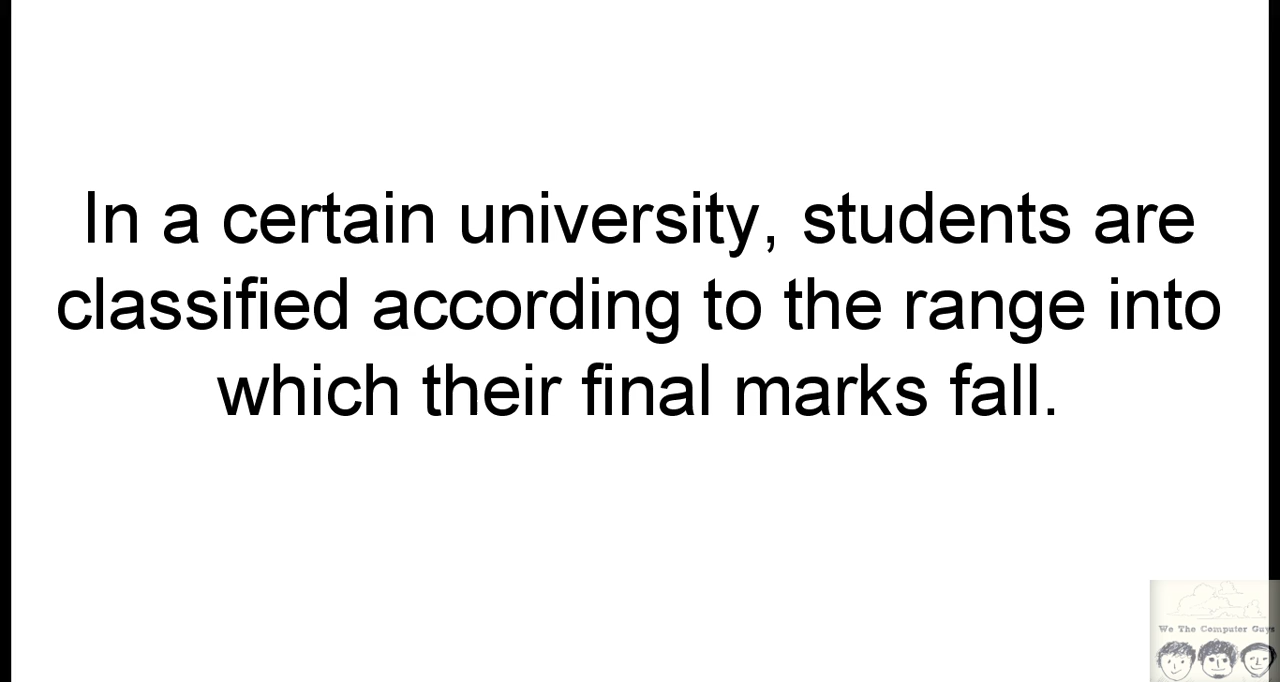 In a certain university, students are
classified according to the range into
which their final marks fall.
We The Computer Guys